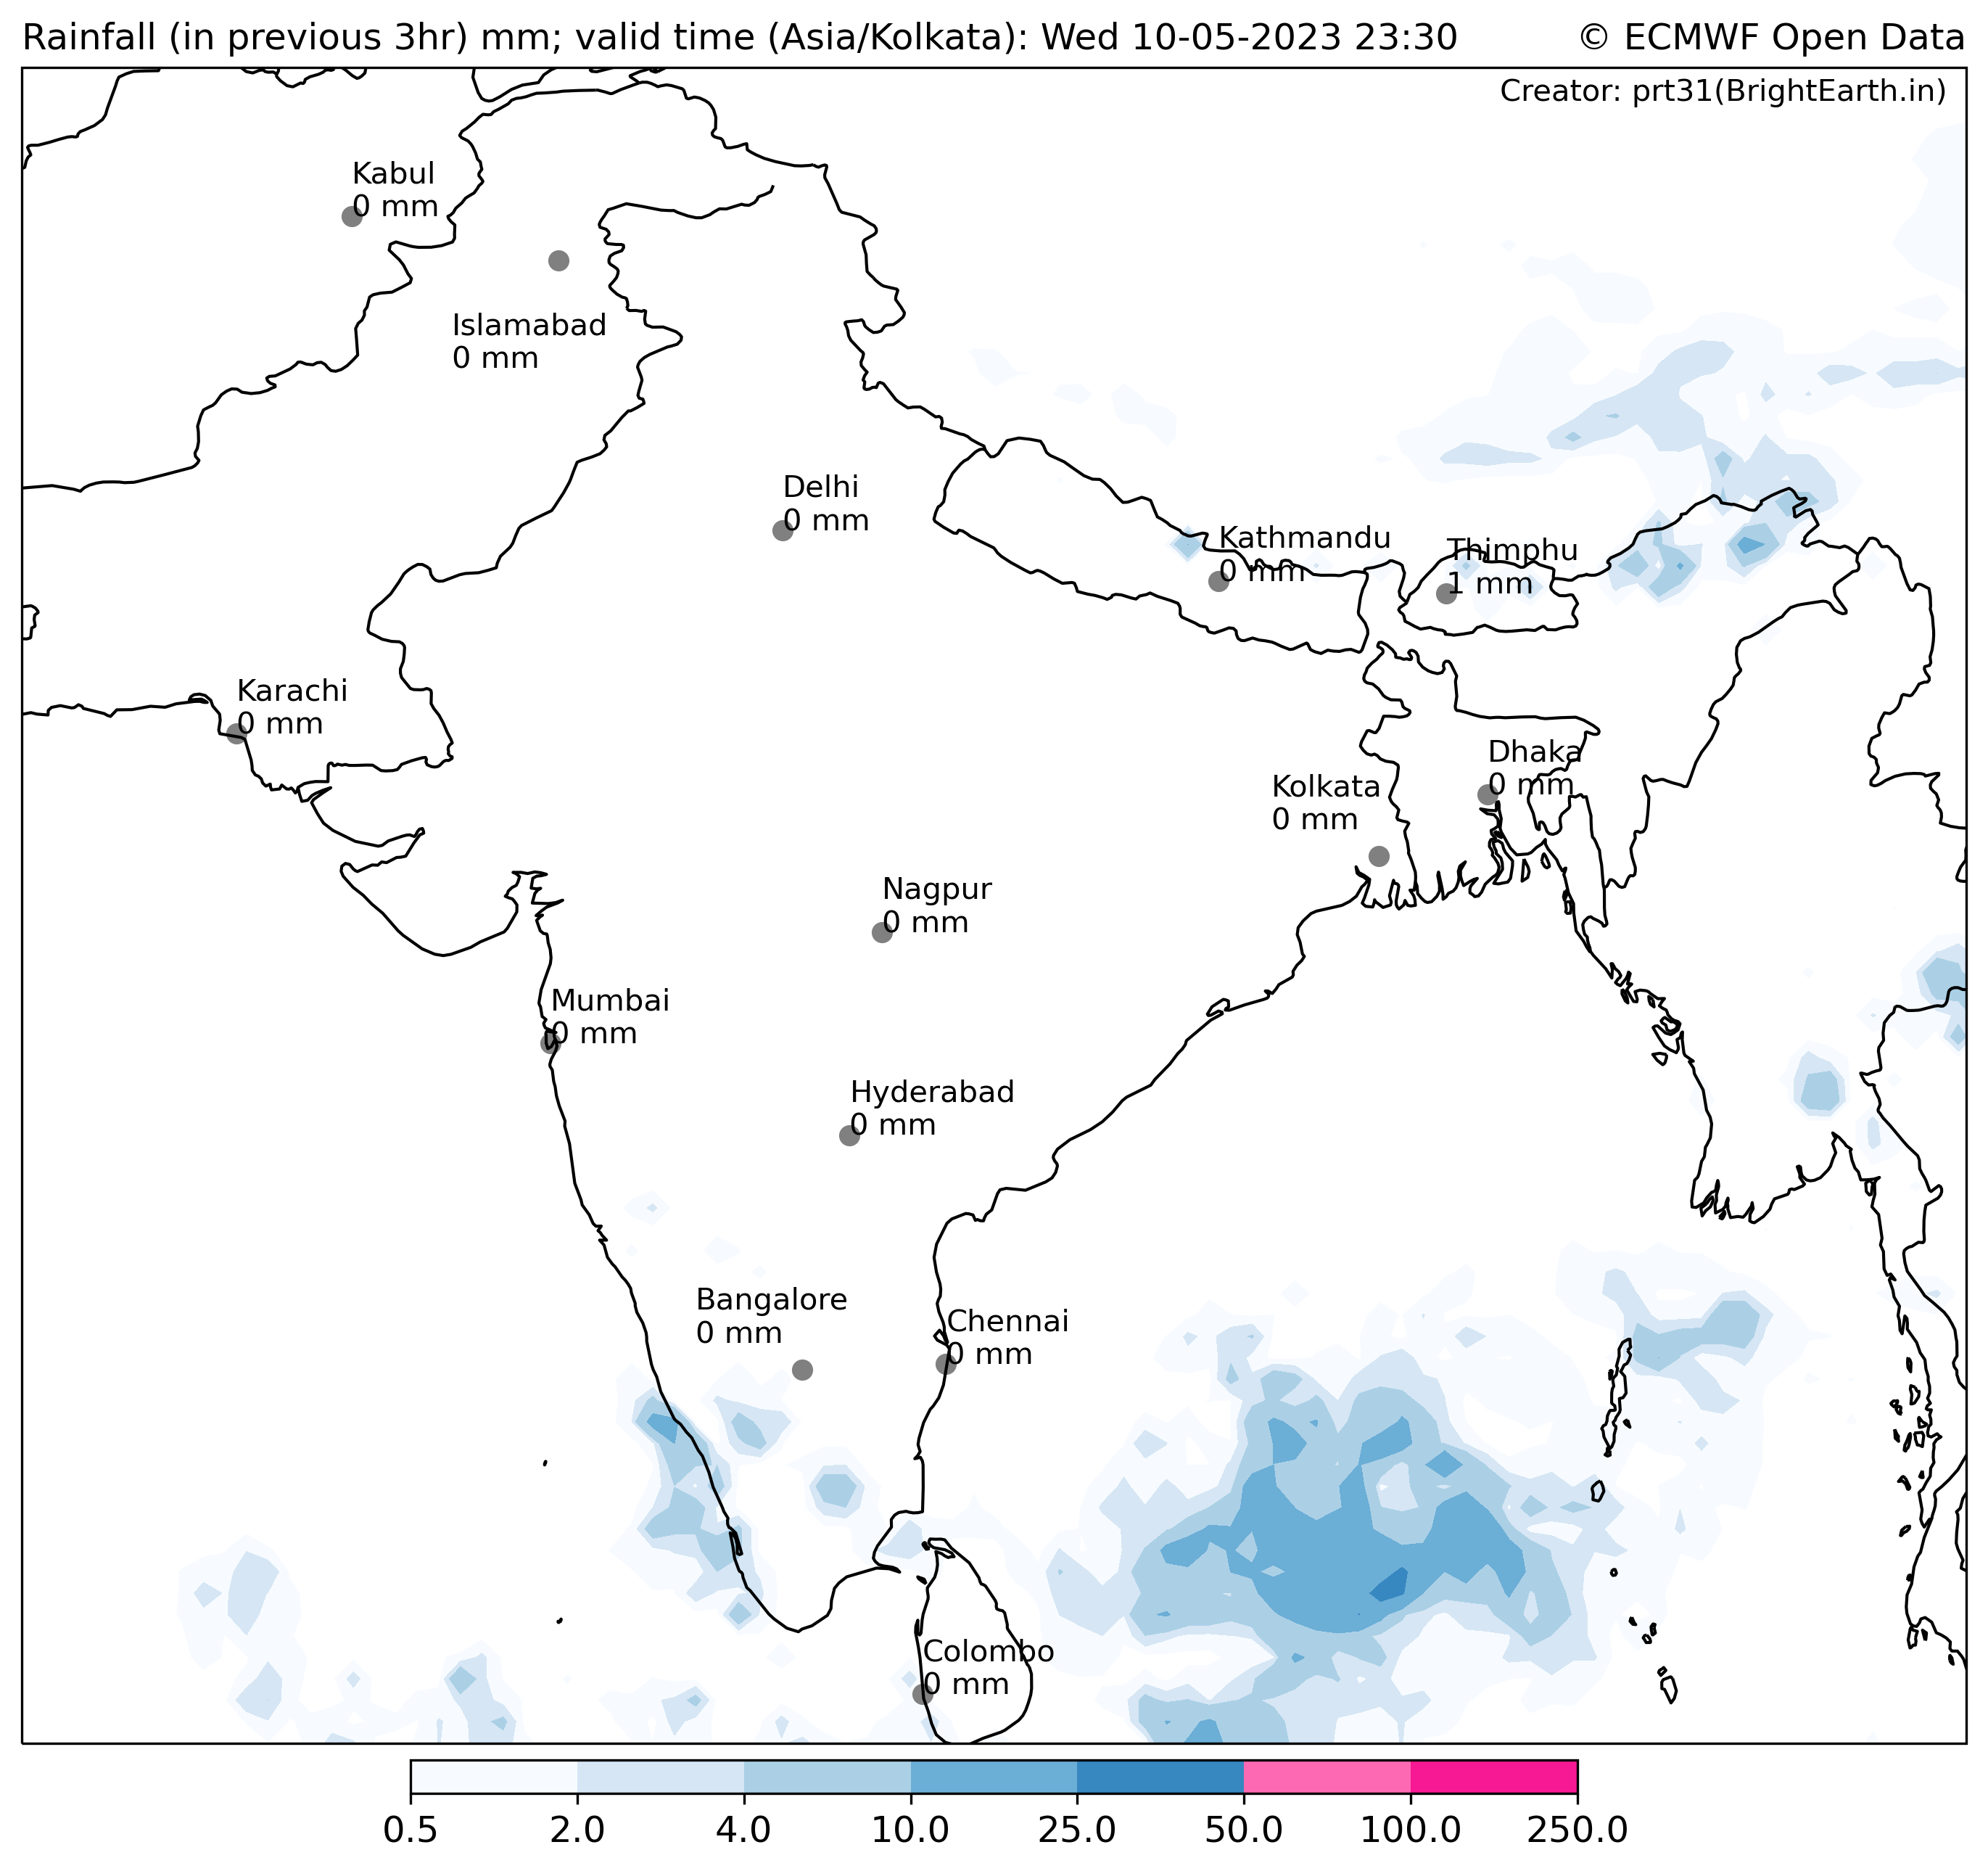 Rainfall (in previous 3hr) mm; valid time (Asia/Kolkata): Wed 10-05-2023 23:30
© ECMWF Open Data
Creator: prt31(BrightEarth.in)
Kabul
0 mm
Islamabad
0 mm
Delhi
0 mm
Kathmandu
0 mm
Thimphu
1 mm
Karachi
0 mm
Dhaka
0 mm
Kolkata
0 mm
Nagpur
0 mm
Mumbai
0 mm
Hyderabad
0 mm
Bangalore
0 mm
Chennai
0 mm
Colombo
0 mm
0.5 2.0 4.0 10.0 25.0 50.0 100.0 250.0